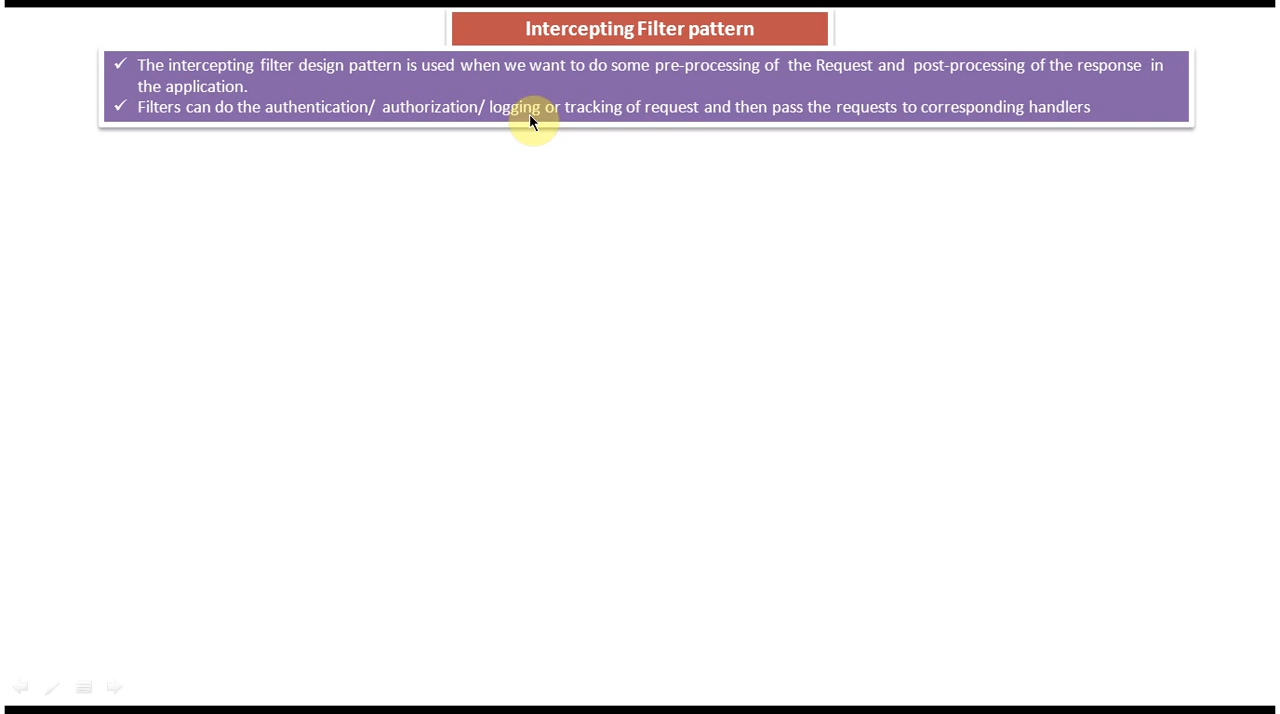 Intercepting Filter pattern
✓ The intercepting filter design pattern is used when we want to do some pre-processing of the Request and post-processing of the response in
the application.
✓ Filters can do the authentication/ authorization/ logging or tracking of request and then pass the requests to corresponding handlers